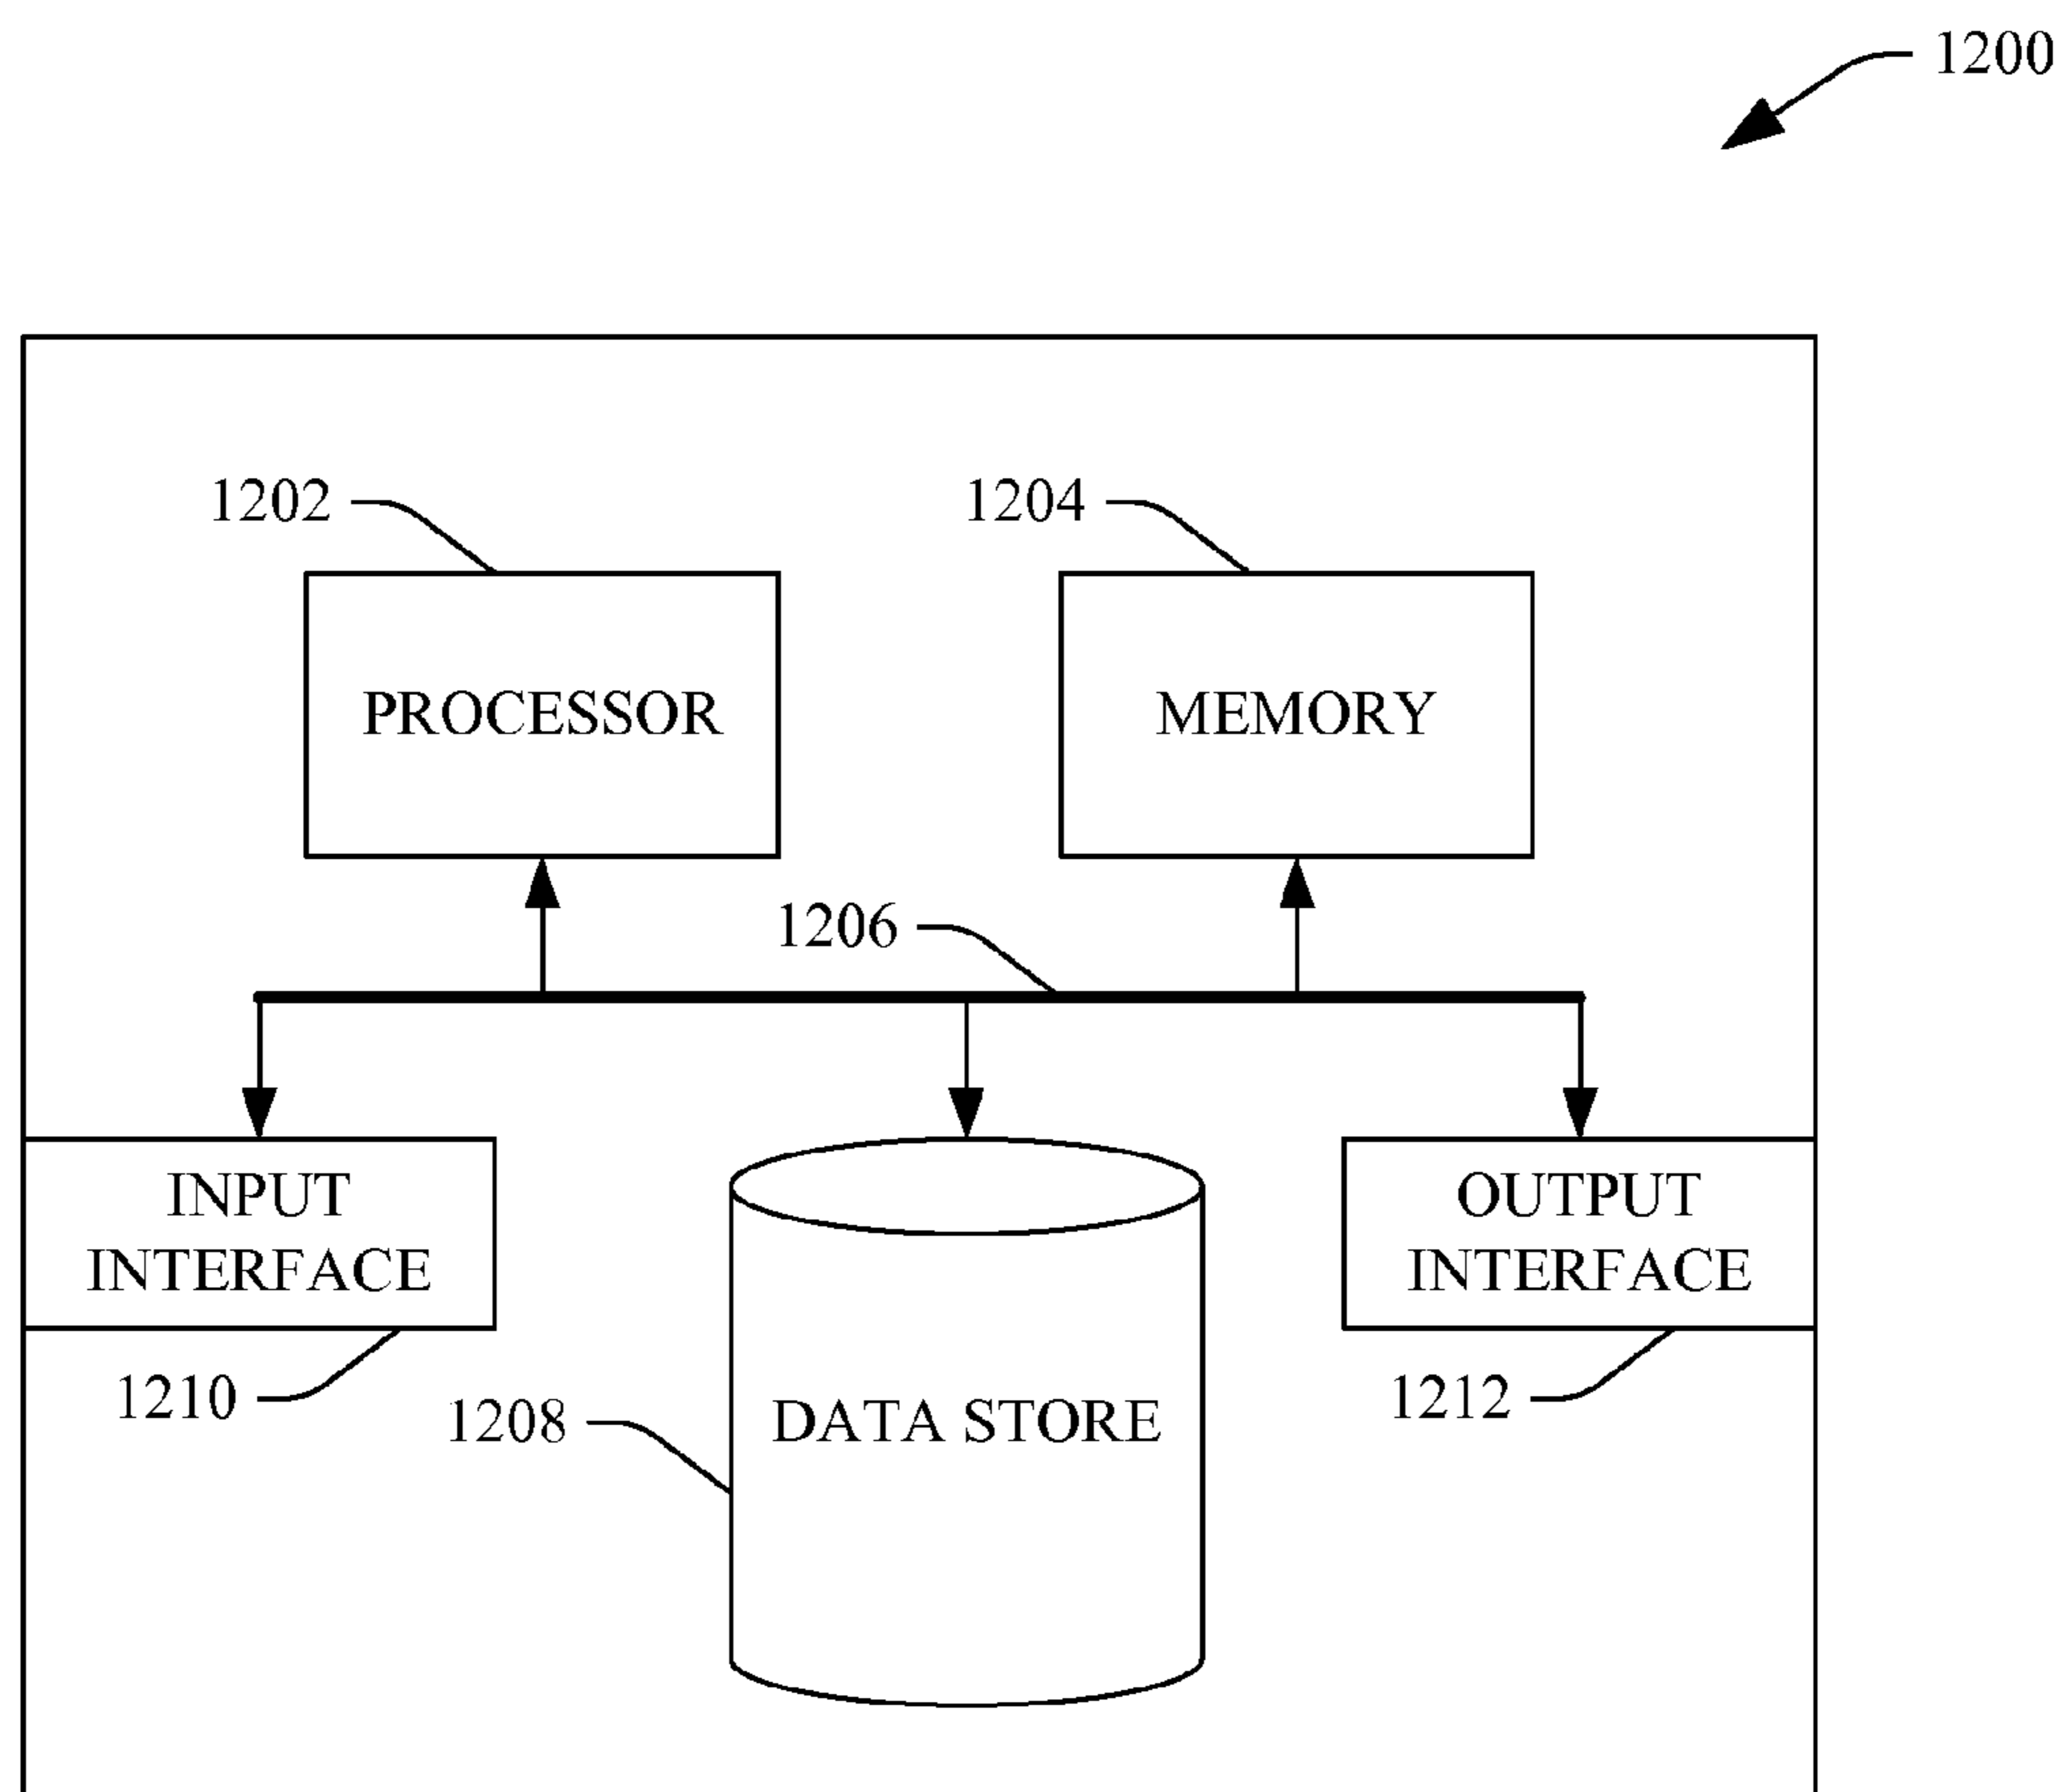 1200
1202
1204
PROCESSOR
MEMORY
1206
INPUT
INTERFACE
OUTPUT
INTERFACE
1210
1208
DATA STORE
1212